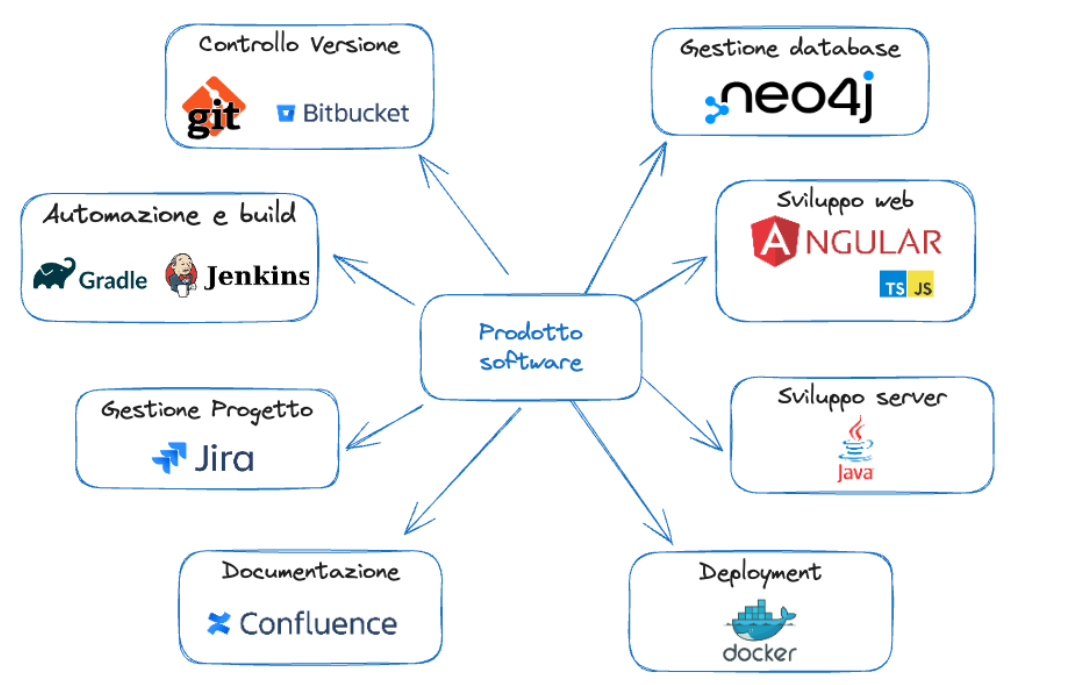 Controllo Versione
git
Bitbucket
Gestione database
neo4j
Automazione e build
Gradle
Jenkins
Sviluppo web
ANGULAR
TS JS
Prodotto
software
Gestione Progetto
Jira
Sviluppo server
Java
Documentazione
Confluence
Deployment
docker